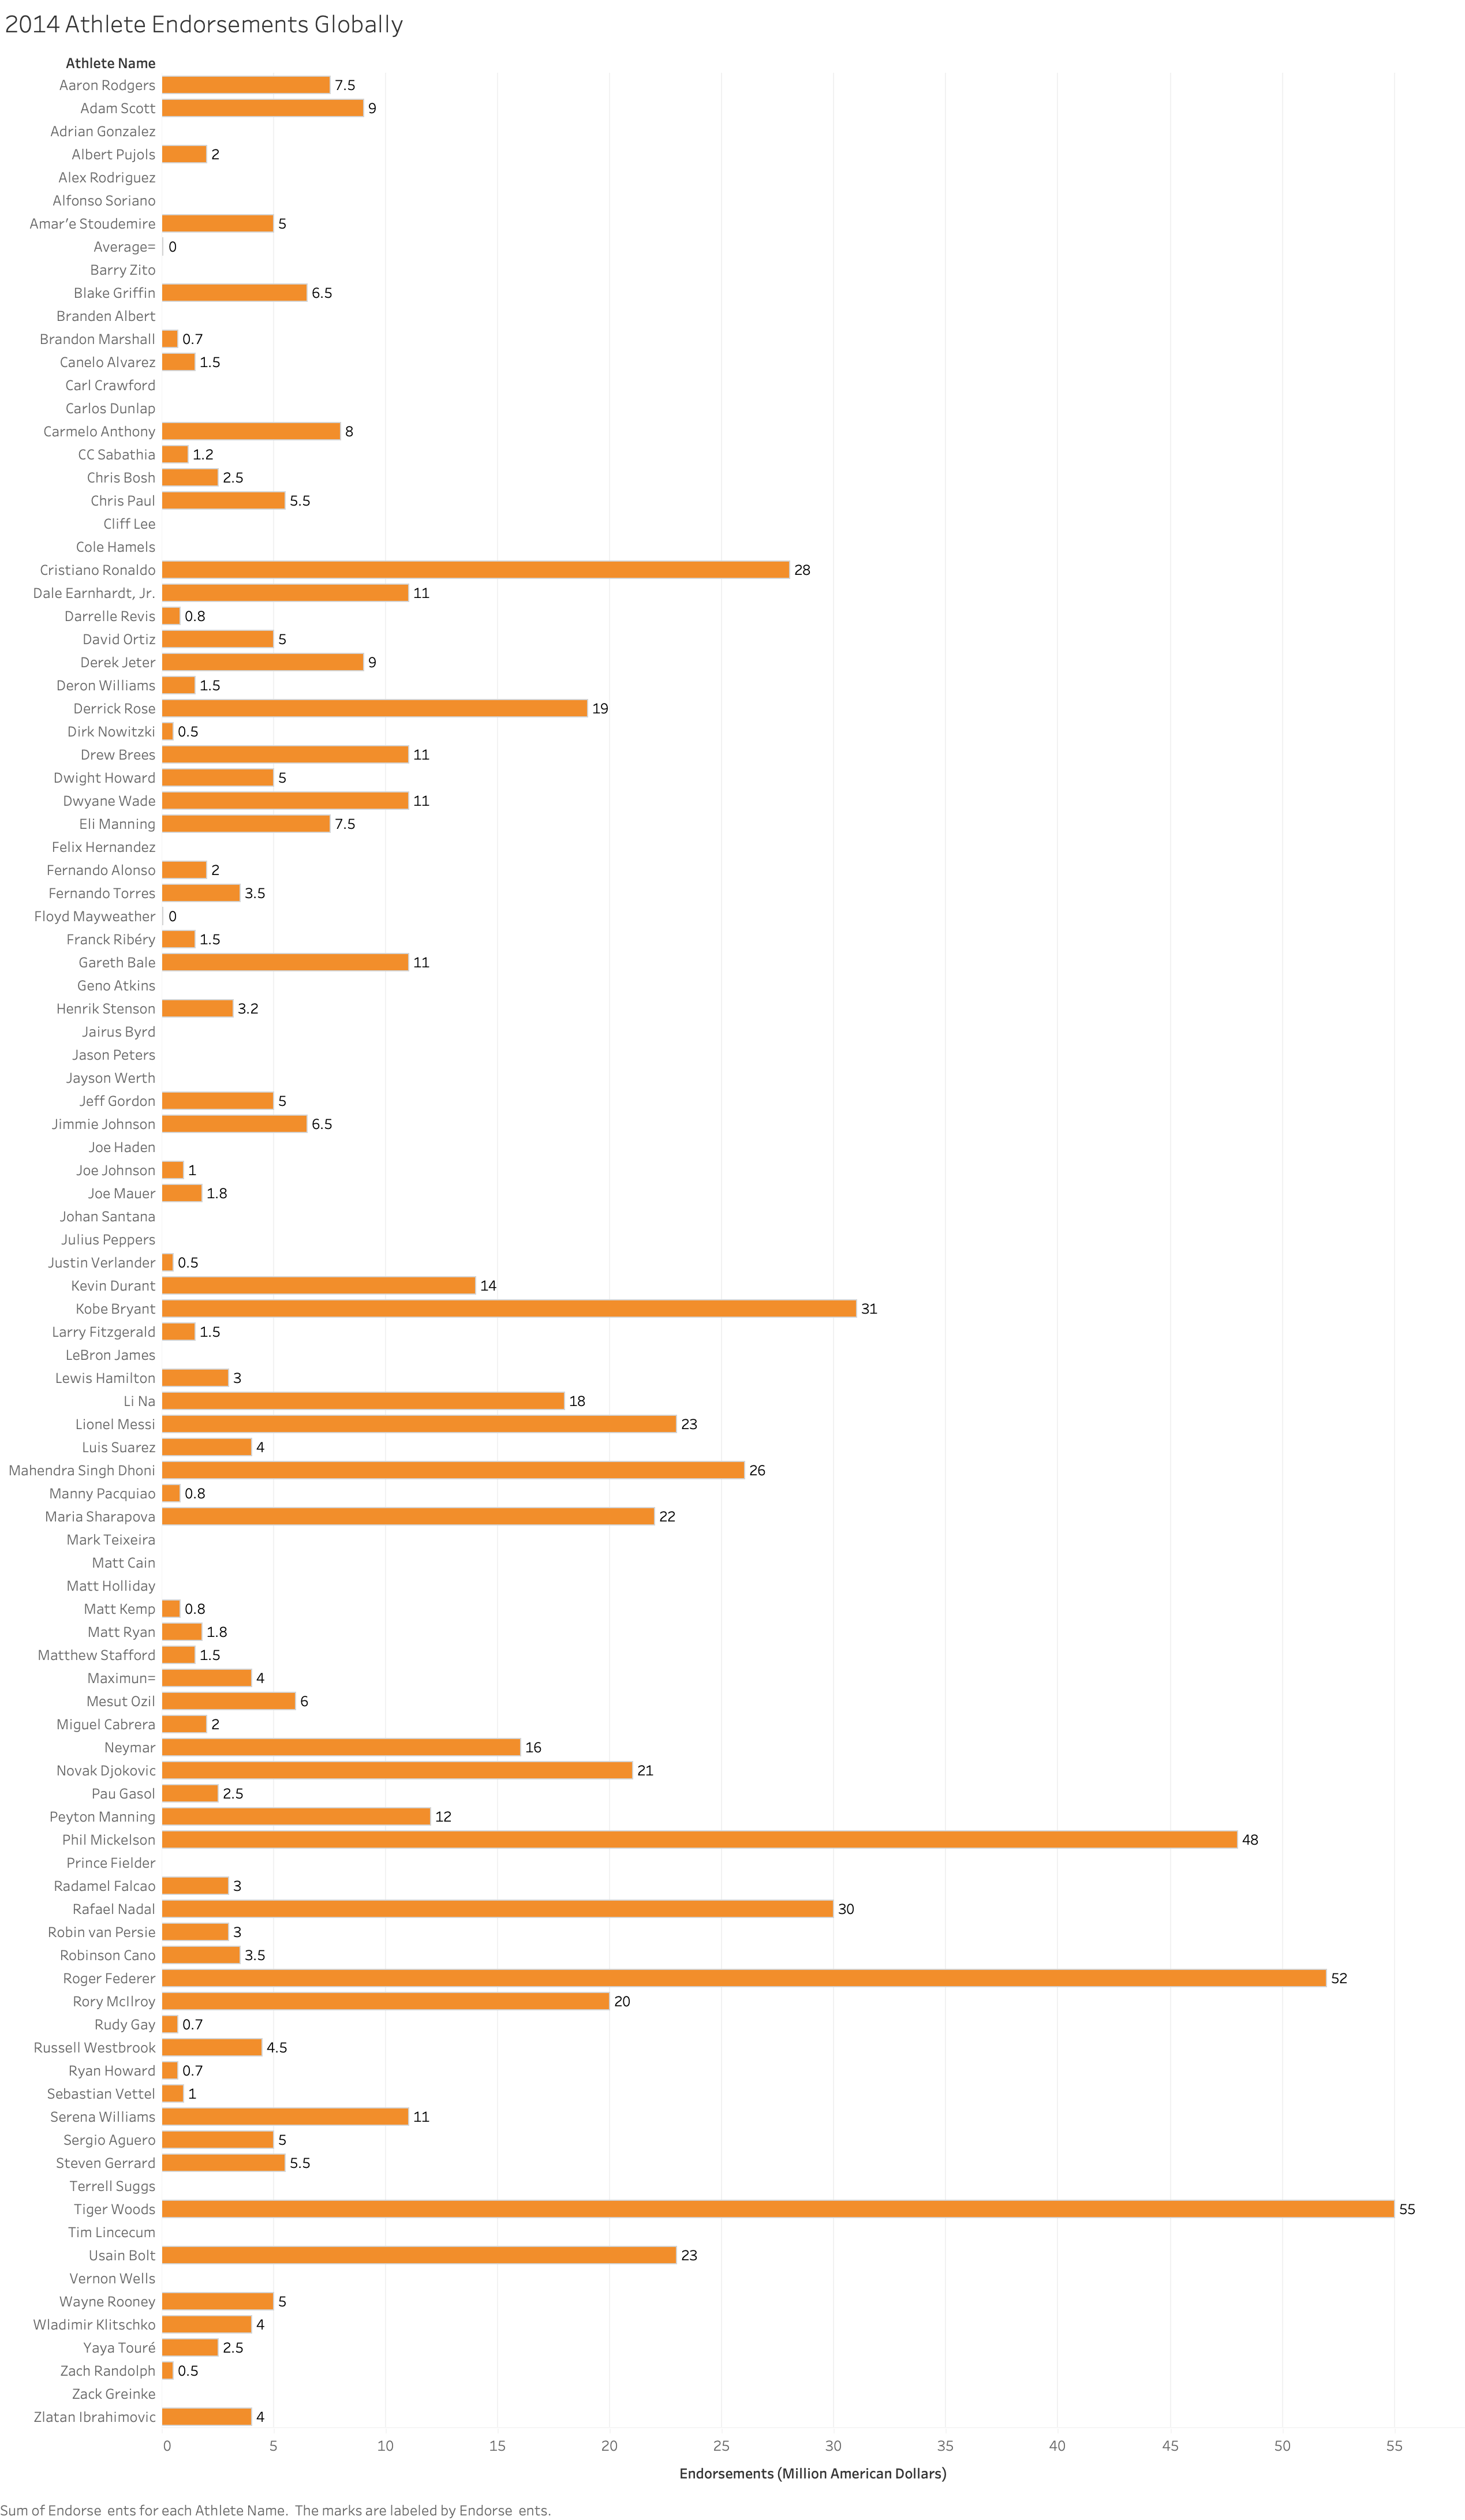 2014 Athlete Endorsements Globally
Athlete Name
Aaron Rodgers 7.5
Adam Scott 9
Adrian Gonzalez
Albert Pujols 2
Alex Rodriguez
Alfonso Soriano
Amar'e Stoudemire 5
Average= 0
Barry Zito
Blake Griffin 6.5
Branden Albert
Brandon Marshall 0.7
Canelo Alvarez 1.5
Carl Crawford
Carlos Dunlap
Carmelo Anthony 8
CC Sabathia 1.2
Chris Bosh 2.5
Chris Paul 5.5
Cliff Lee
Cole Hamels
Cristiano Ronaldo 28
Dale Earnhardt, Jr. 11
Darrelle Revis 0.8
David Ortiz 5
Derek Jeter 9
Deron Williams 1.5
Derrick Rose 19
Dirk Nowitzki 0.5
Drew Brees 11
Dwight Howard 5
Dwyane Wade 11
Eli Manning 7.5
Felix Hernandez
Fernando Alonso 2
Fernando Torres 3.5
Floyd Mayweather 0
Franck Ribéry 1.5
Gareth Bale 11
Geno Atkins
Henrik Stenson 3.2
Jairus Byrd
Jason Peters
Jayson Werth
Jeff Gordon 5
Jimmie Johnson 6.5
Joe Haden
Joe Johnson 1
Joe Mauer 1.8
Johan Santana
Julius Peppers
Justin Verlander 0.5
Kevin Durant 14
Kobe Bryant 31
Larry Fitzgerald 1.5
LeBron James
Lewis Hamilton 3
Li Na 18
Lionel Messi 23
Luis Suarez 4
Mahendra Singh Dhoni 26
Manny Pacquiao 0.8
Maria Sharapova 22
Mark Teixeira
Matt Cain
Matt Holliday
Matt Kemp 0.8
Matt Ryan 1.8
Matthew Stafford 1.5
Maximun= 4
Mesut Ozil 6
Miguel Cabrera 2
Neymar 16
Novak Djokovic 21
Pau Gasol 2.5
Peyton Manning 12
Phil Mickelson 48
Prince Fielder
Radamel Falcao 3
Rafael Nadal 30
Robin van Persie 3
Robinson Cano 3.5
Roger Federer 52
Rory McIlroy 20
Rudy Gay 0.7
Russell Westbrook 4.5
Ryan Howard 0.7
Sebastian Vettel 1
Serena Williams 11
Sergio Aguero 5
Steven Gerrard 5.5
Terrell Suggs
Tiger Woods 55
Tim Lincecum
Usain Bolt 23
Vernon Wells
Wayne Rooney 5
Wladimir Klitschko 4
Yaya Touré 2.5
Zach Randolph 0.5
Zack Greinke
Zlatan Ibrahimovic 4
0 5 10 15 20 25 30 35 40 45 50 55
Endorsements (Million American Dollars)
Sum of Endorse ents for each Athlete Name. The marks are labeled by Endorse ents.